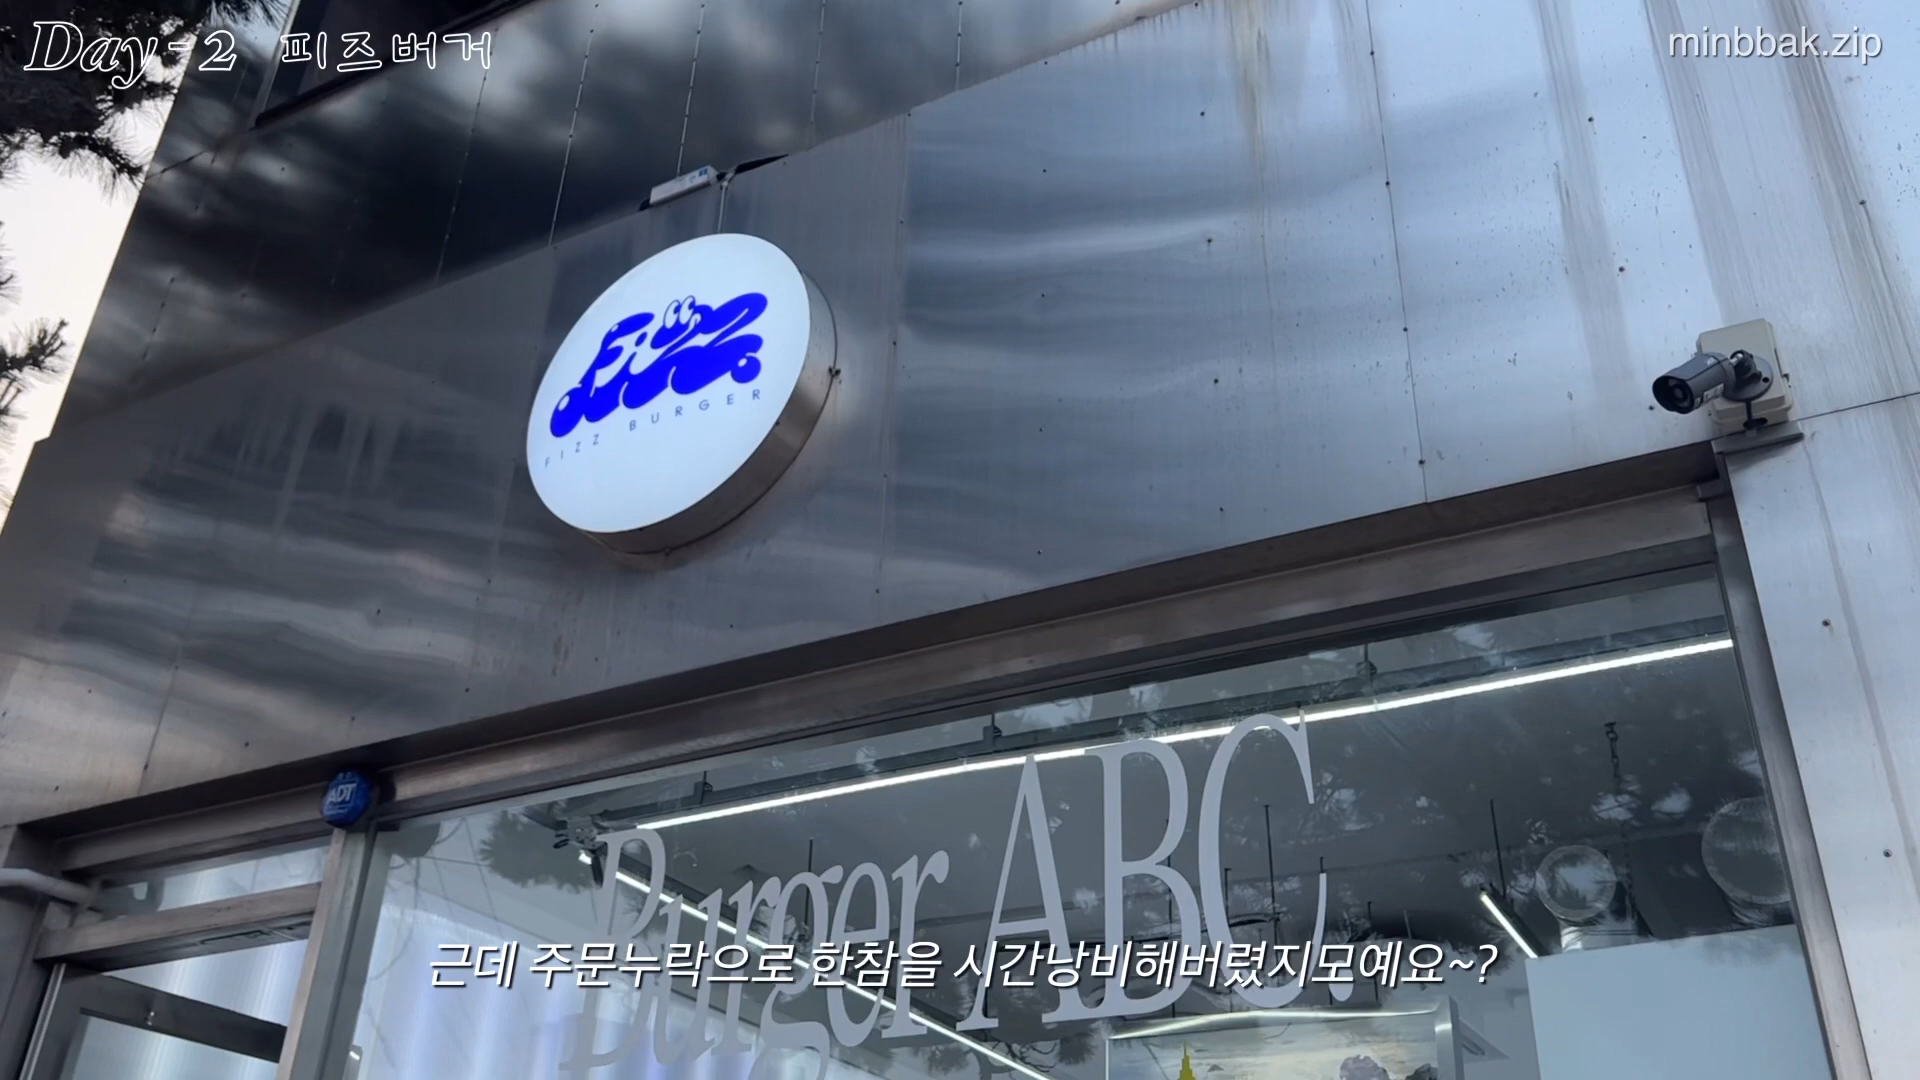 Day-2 피즈버거
minbbak.zip
Fizz
FIZZ BURGER
ADT
Burger ABC.
근데 주문누락으로 한참을 시간낭비해버렸지모예요~?